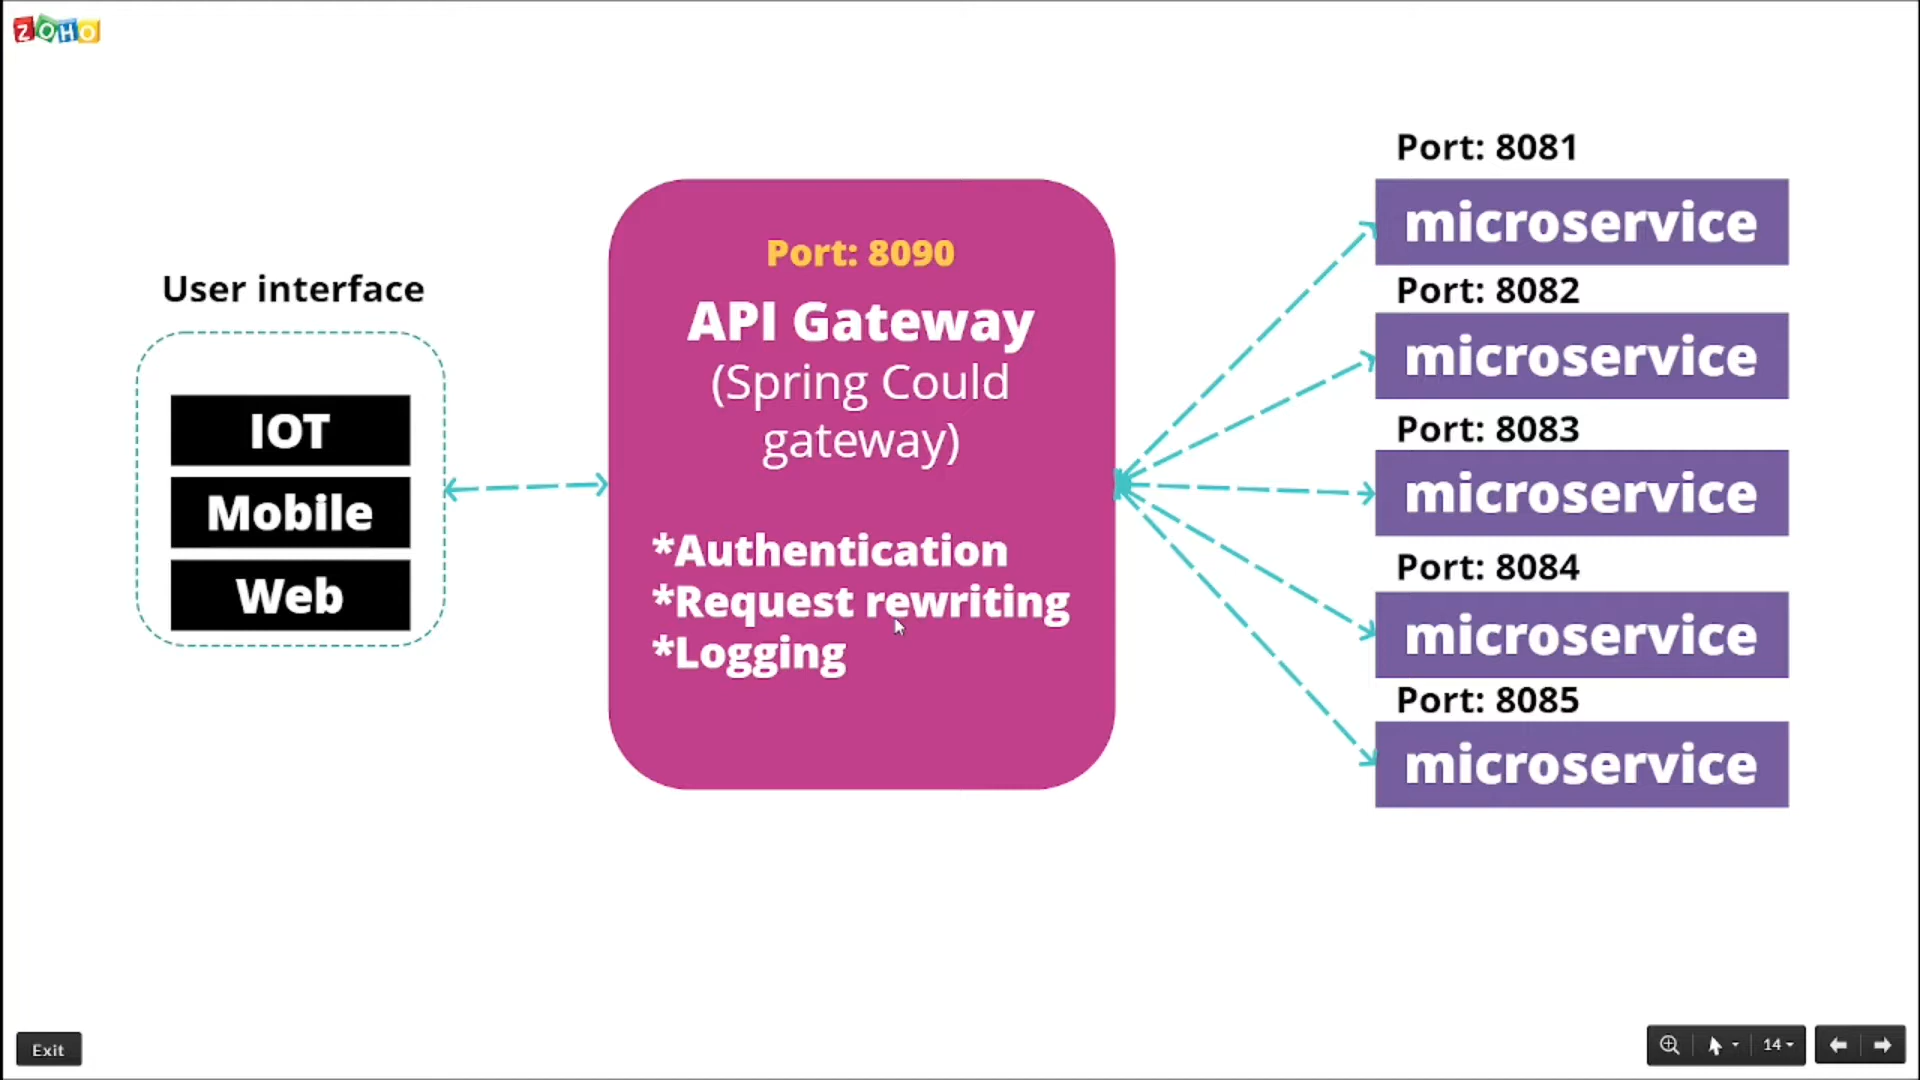 ZOHO
User interface
IOT
Mobile
Web
Port: 8090
API Gateway
(Spring Could
gateway)
*Authentication
*Request rewriting
*Logging
Port: 8081
microservice
Port: 8082
microservice
Port: 8083
microservice
Port: 8084
microservice
Port: 8085
microservice
Exit
14